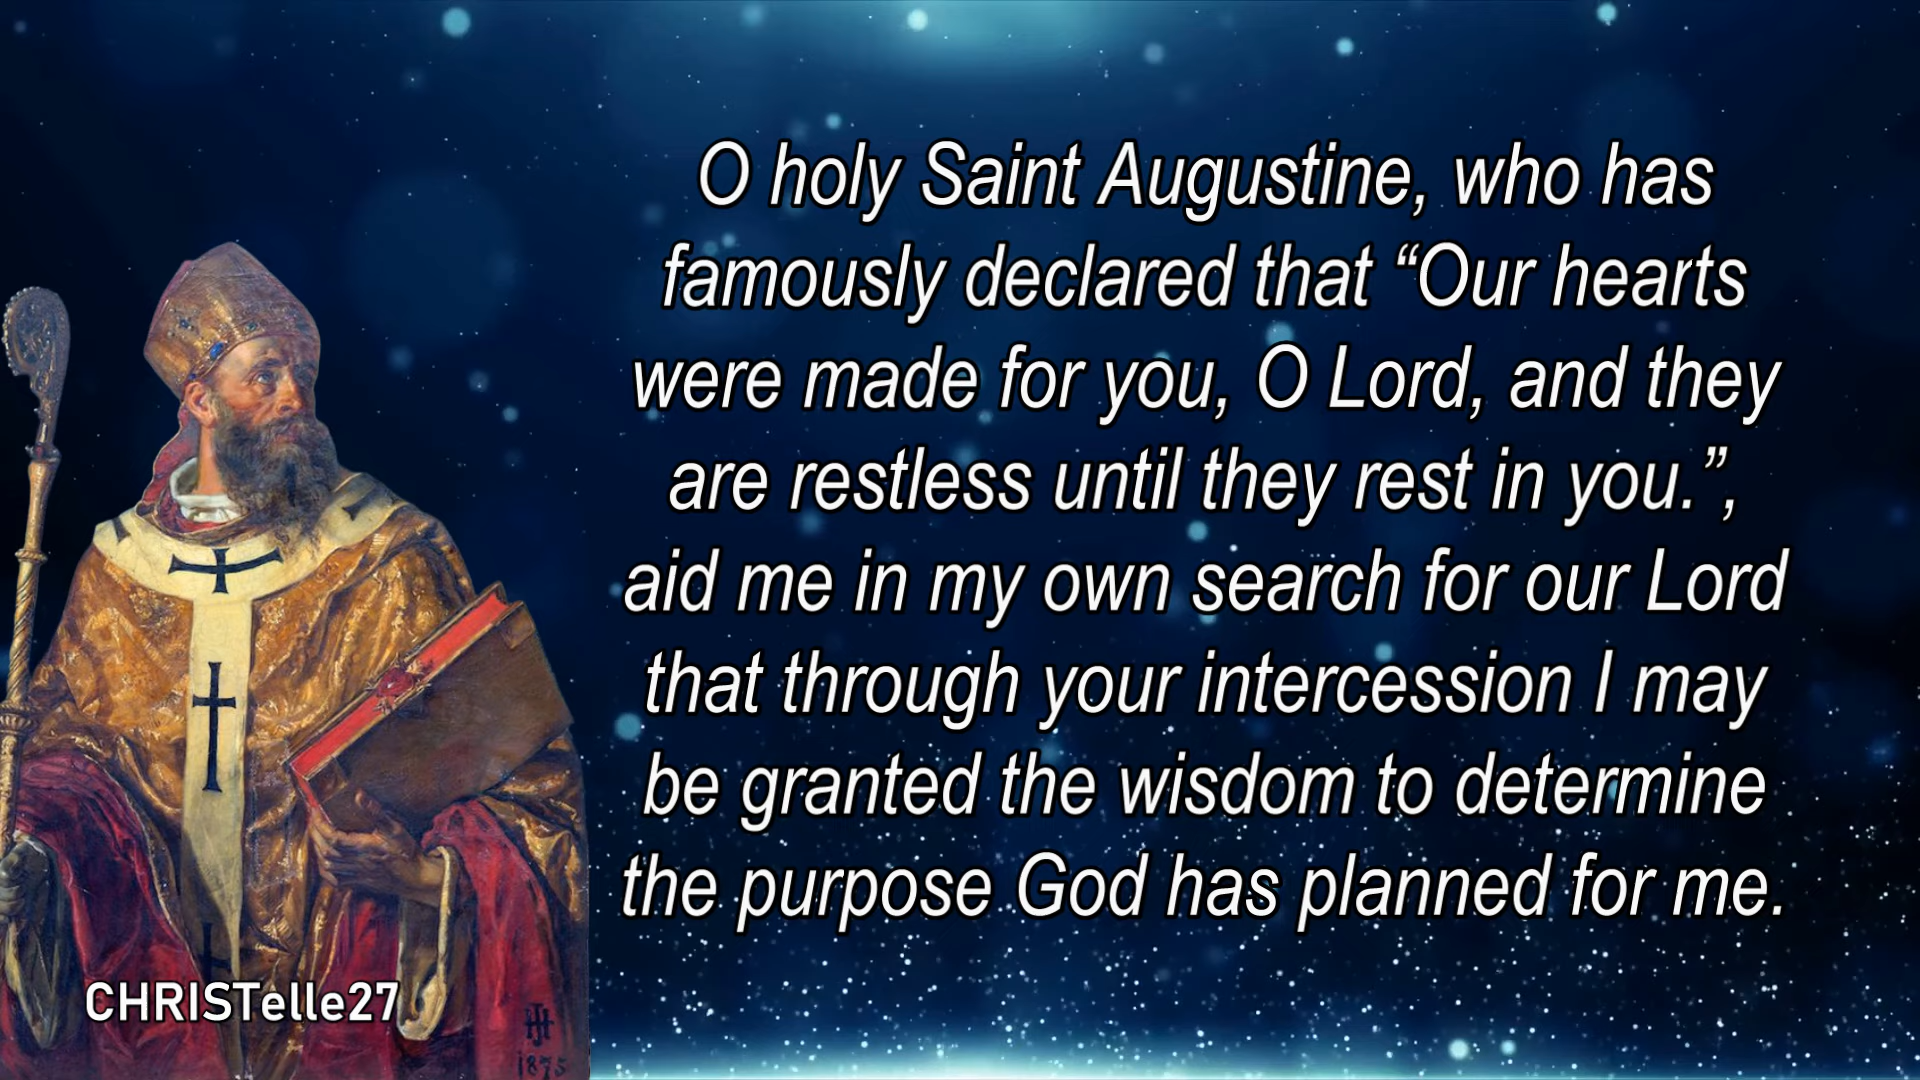 O holy Saint Augustine, who has
famously declared that “Our hearts
were made for you, O Lord, and they
are restless until they rest in you.”,
aid me in my own search for our Lord
that through your intercession I may
be granted the wisdom to determine
the purpose God has planned for me.
CHRISTelle27
1875